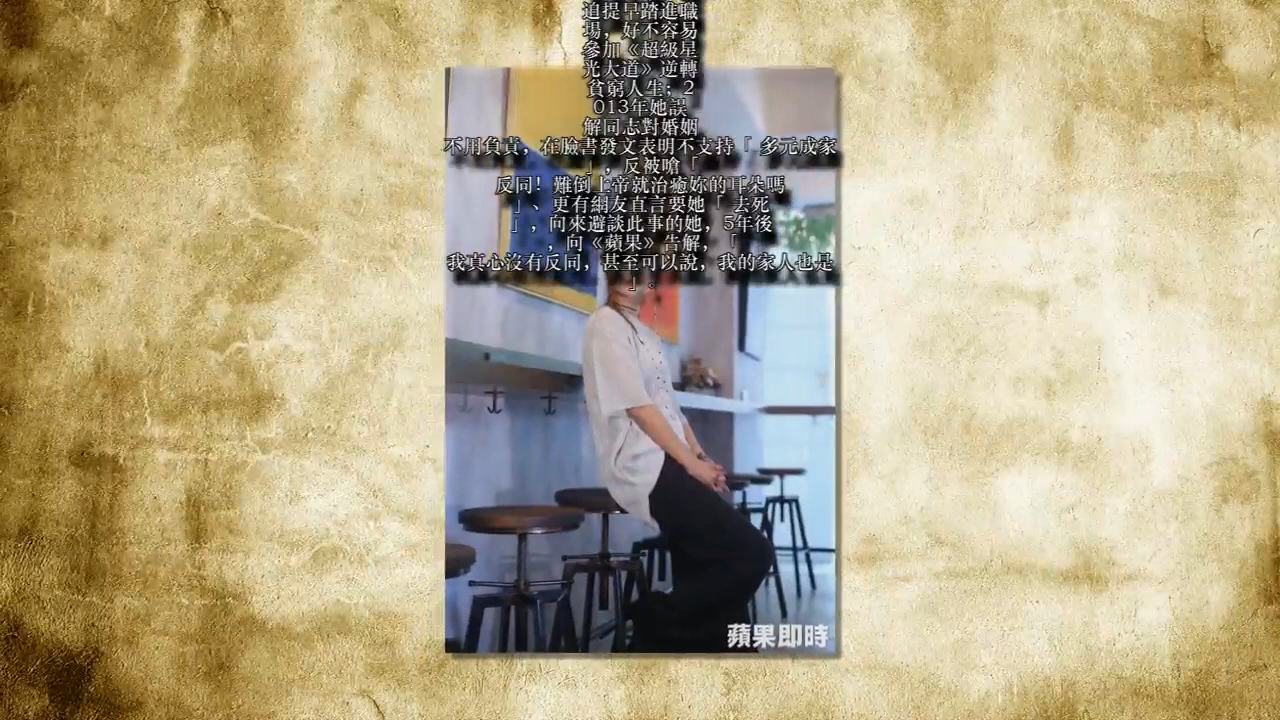 迫提早踏進職
場，好不容易
參加《超級星
光大道》逆轉
貧窮人生；2
013年她誤
解同志對婚姻
不用負責，在臉書發文表明不支持「 多元成家
」，反被嗆「
反同！難倒上帝就治癒妳的耳朵嗎
」、更有網友直言要她「 去死
」，向來避談此事的她，5年後
，向《蘋果》告解，「
我真心沒有反同，甚至可以說，我的家人也是
」。
蘋果即時